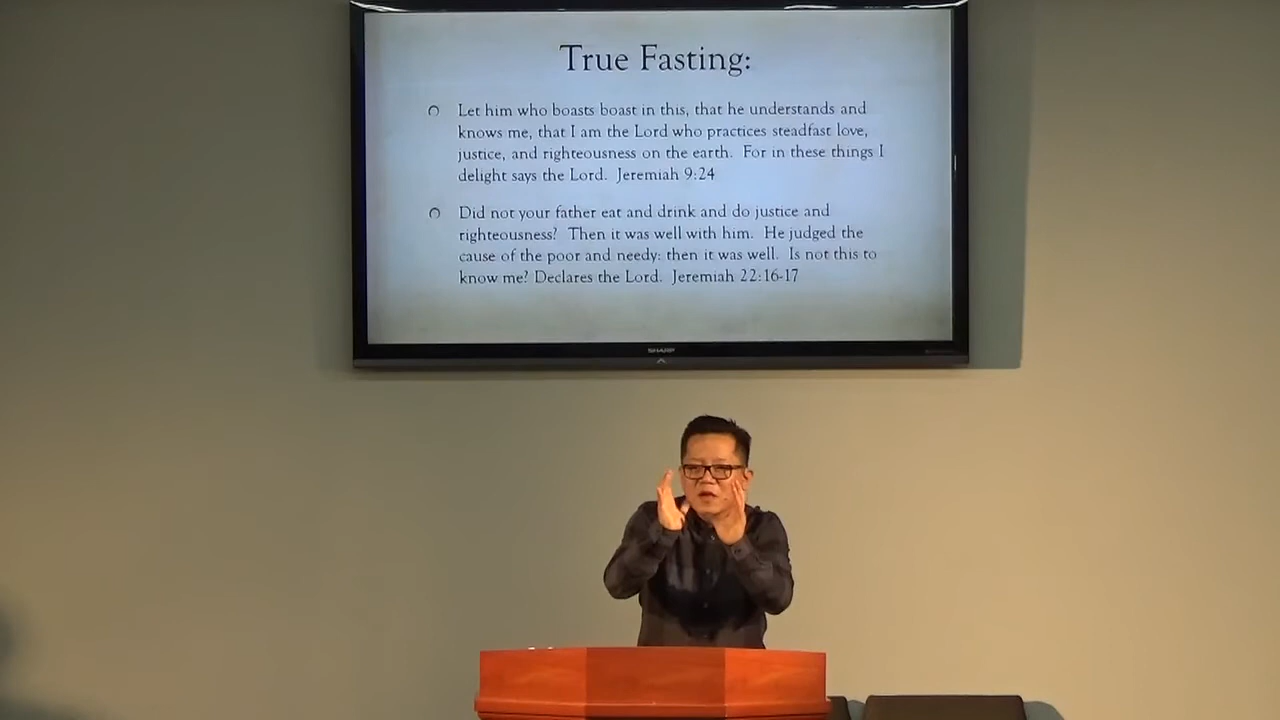 True Fasting:
Let him who boasts boast in this, that he understands and
knows me, that I am the Lord who practices steadfast love,
justice, and righteousness on the earth. For in these things I
delight says the Lord. Jeremiah 9:24
Did not your father eat and drink and do justice and
righteousness? Then it was well with him. He judged the
cause of the poor and needy: then it was well. Is not this to
know me? Declares the Lord. Jeremiah 22:16-17
SHARP